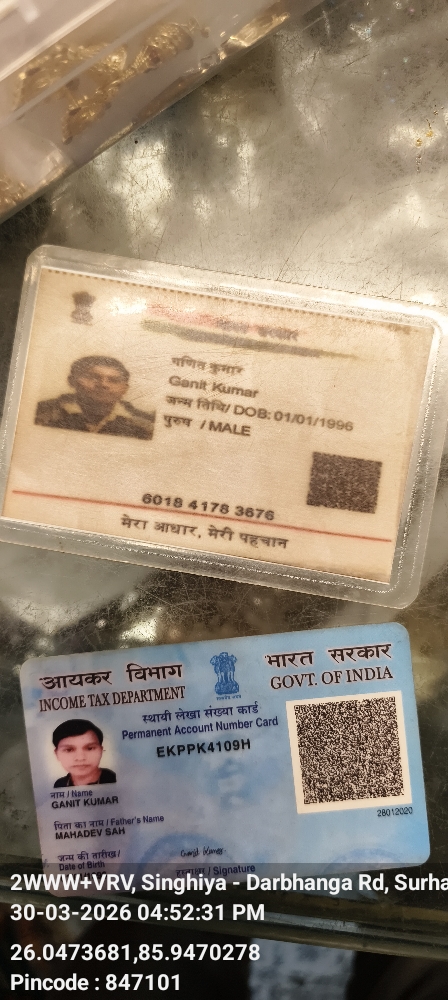 गणित कुमार
Ganit Kumar
जन्म तिथि/ DOB: 01/01/1996
पुरुष / MALE
6018 4178 3676
मेरा आधार, मेरी पहचान
आयकर विभाग
INCOME TAX DEPARTMENT
भारत सरकार
GOVT. OF INDIA
स्थायी लेखा संख्या कार्ड
Permanent Account Number Card
EKPPK4109H
नाम / Name
GANIT KUMAR
पिता का नाम / Father's Name
MAHADEV SAH
28012020
जन्म की तारीख/
Date of Birth
हस्ताक्षर / Signature
2WWW+VRV, Singhiya - Darbhanga Rd, Surha
30-03-2026 04:52:31 PM
26.0473681,85.9470278
Pincode : 847101